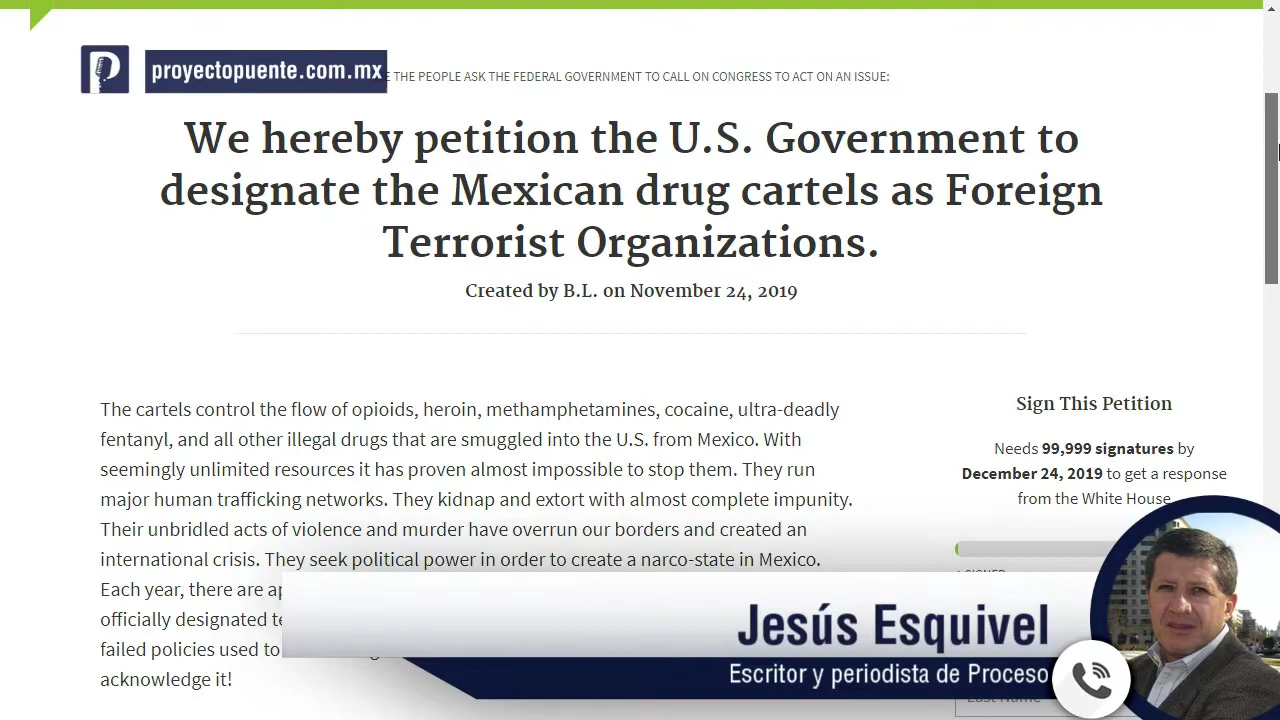 proyectopuente.com.mx
THE PEOPLE ASK THE FEDERAL GOVERNMENT TO CALL ON CONGRESS TO ACT ON AN ISSUE:
We hereby petition the U.S. Government to
designate the Mexican drug cartels as Foreign
Terrorist Organizations.
Created by B.L. on November 24, 2019
The cartels control the flow of opioids, heroin, methamphetamines, cocaine, ultra-deadly
fentanyl, and all other illegal drugs that are smuggled into the U.S. from Mexico. With
seemingly unlimited resources it has proven almost impossible to stop them. They run
major human trafficking networks. They kidnap and extort with almost complete impunity.
Their unbridled acts of violence and murder have overrun our borders and created an
international crisis. They seek political power in order to create a narco-state in Mexico.
Each year, there are
officially designated
failed policies used to
acknowledge it!
Sign This Petition
Needs 99,999 signatures by
December 24, 2019 to get a response
from the White House
Jesús Esquivel
Escritor y periodista de Proceso